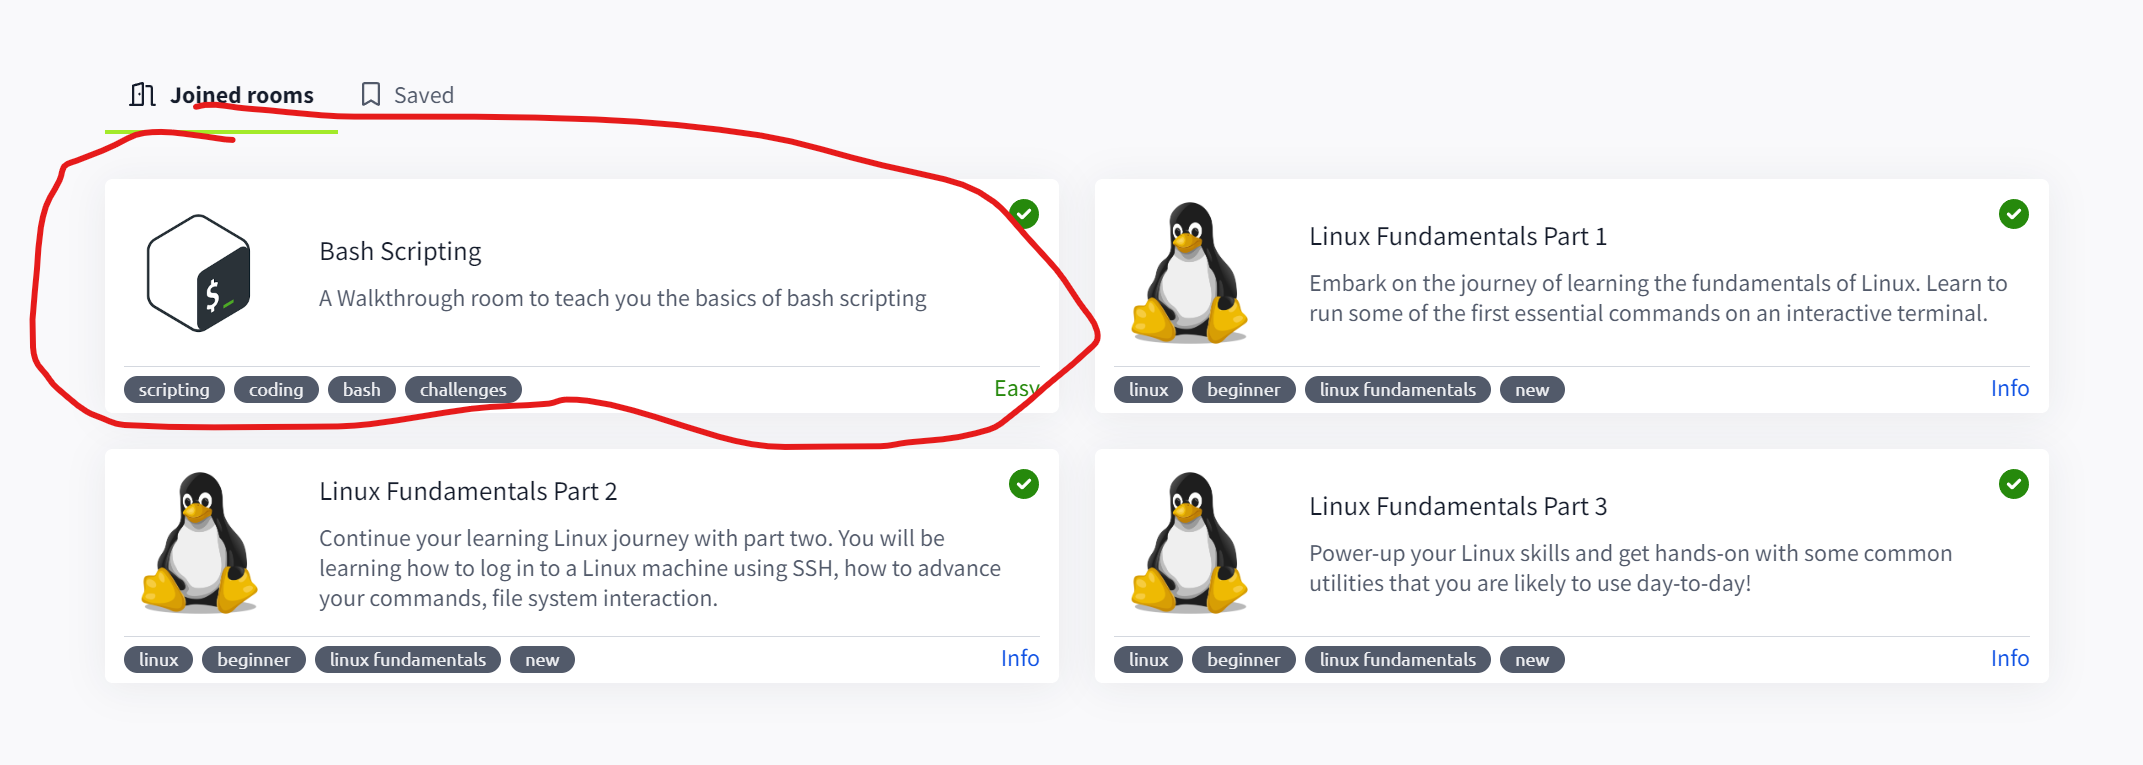 Joined rooms
Saved
$_
Bash Scripting
A Walkthrough room to teach you the basics of bash scripting
scripting coding bash challenges
Easy
Linux Fundamentals Part 1
Embark on the journey of learning the fundamentals of Linux. Learn to
run some of the first essential commands on an interactive terminal.
linux beginner linux fundamentals new
Info
Linux Fundamentals Part 2
Continue your learning Linux journey with part two. You will be
learning how to log in to a Linux machine using SSH, how to advance
your commands, file system interaction.
linux beginner linux fundamentals new
Info
Linux Fundamentals Part 3
Power-up your Linux skills and get hands-on with some common
utilities that you are likely to use day-to-day!
linux beginner linux fundamentals new
Info